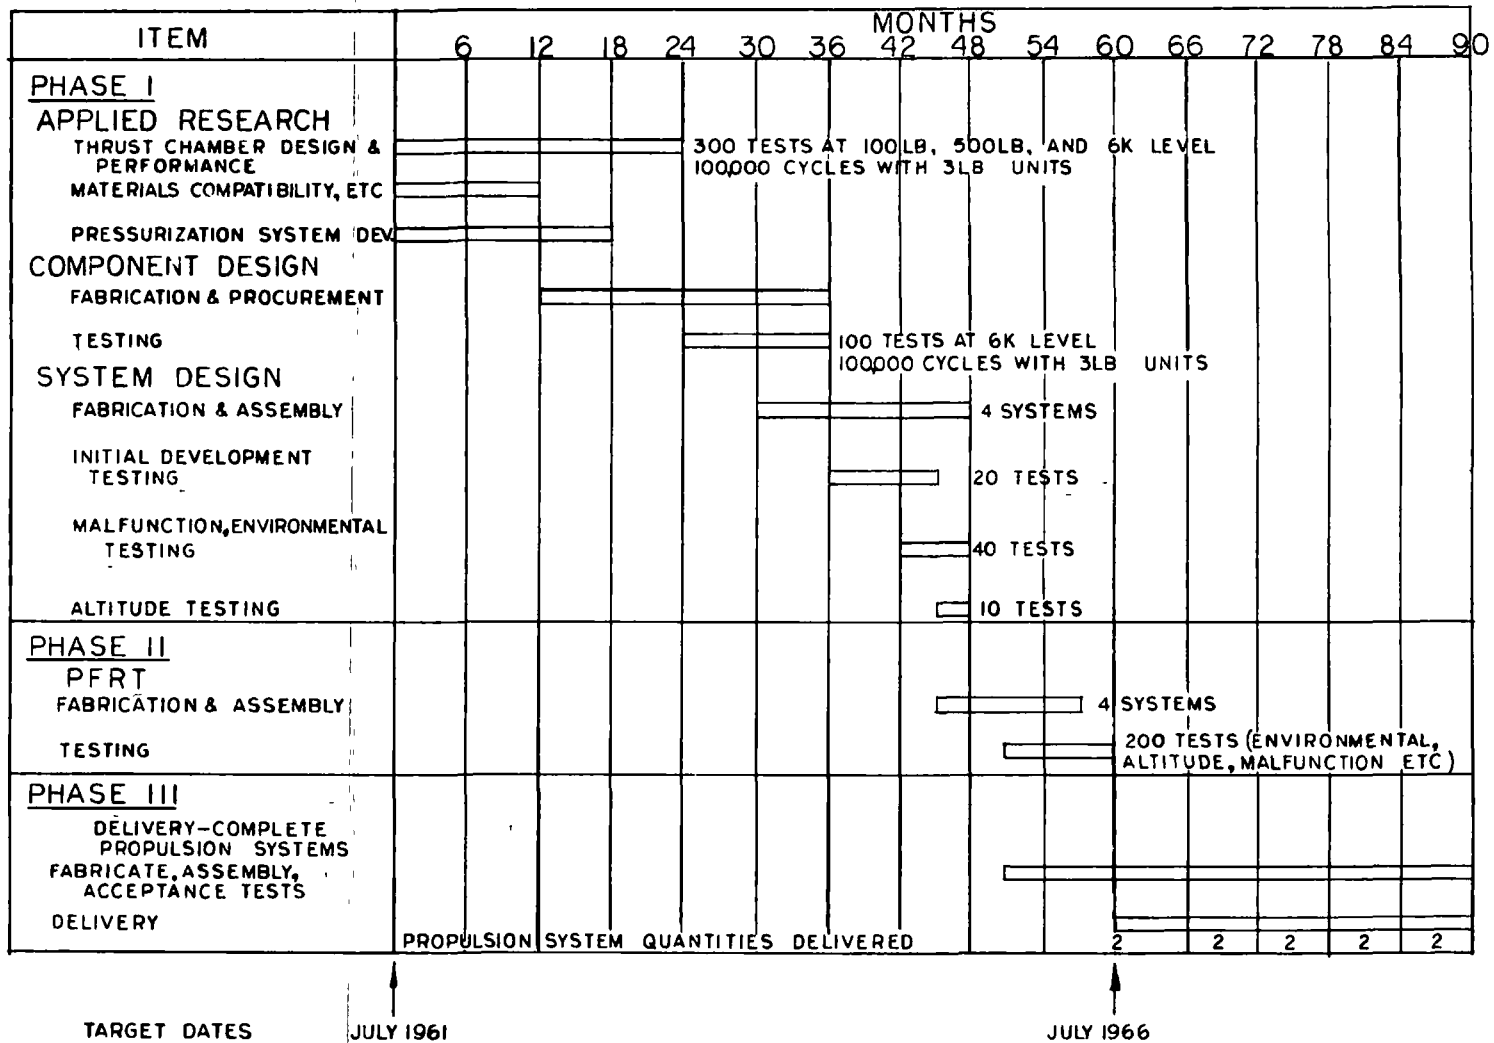 ITEM
MONTHS
6 12 18 24 30 36 42 48 54 60 66 72 78 84 90
PHASE I
APPLIED RESEARCH
THRUST CHAMBER DESIGN &
PERFORMANCE
300 TESTS AT 100LB, 500LB, AND 6K LEVEL
100,000 CYCLES WITH 3LB UNITS
MATERIALS COMPATIBILITY, ETC
PRESSURIZATION SYSTEM DEV.
COMPONENT DESIGN
FABRICATION & PROCUREMENT
TESTING
100 TESTS AT 6K LEVEL
100,000 CYCLES WITH 3LB UNITS
SYSTEM DESIGN
FABRICATION & ASSEMBLY
4 SYSTEMS
INITIAL DEVELOPMENT
TESTING
20 TESTS
MALFUNCTION, ENVIRONMENTAL
TESTING
40 TESTS
ALTITUDE TESTING
10 TESTS
PHASE II
PFRT
FABRICATION & ASSEMBLY
4 SYSTEMS
TESTING
200 TESTS (ENVIRONMENTAL,
ALTITUDE, MALFUNCTION ETC)
PHASE III
DELIVERY-COMPLETE
PROPULSION SYSTEMS
FABRICATE, ASSEMBLY,
ACCEPTANCE TESTS
DELIVERY
PROPULSION SYSTEM QUANTITIES DELIVERED
2 2 2 2 2
TARGET DATES
JULY 1961
JULY 1966